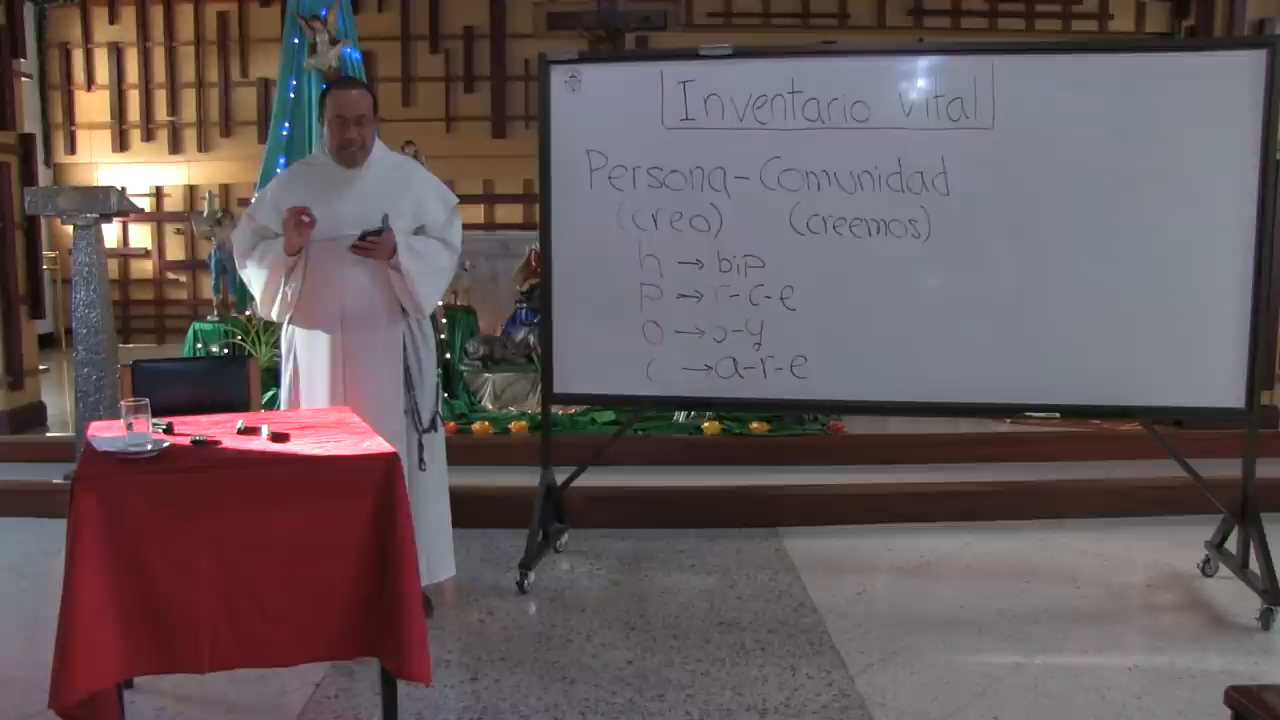 Inventario vital
Persona-Comunidad
(creo) (creemos)
h → bip
p → r-c-e
o → o-y
c → a-r-e